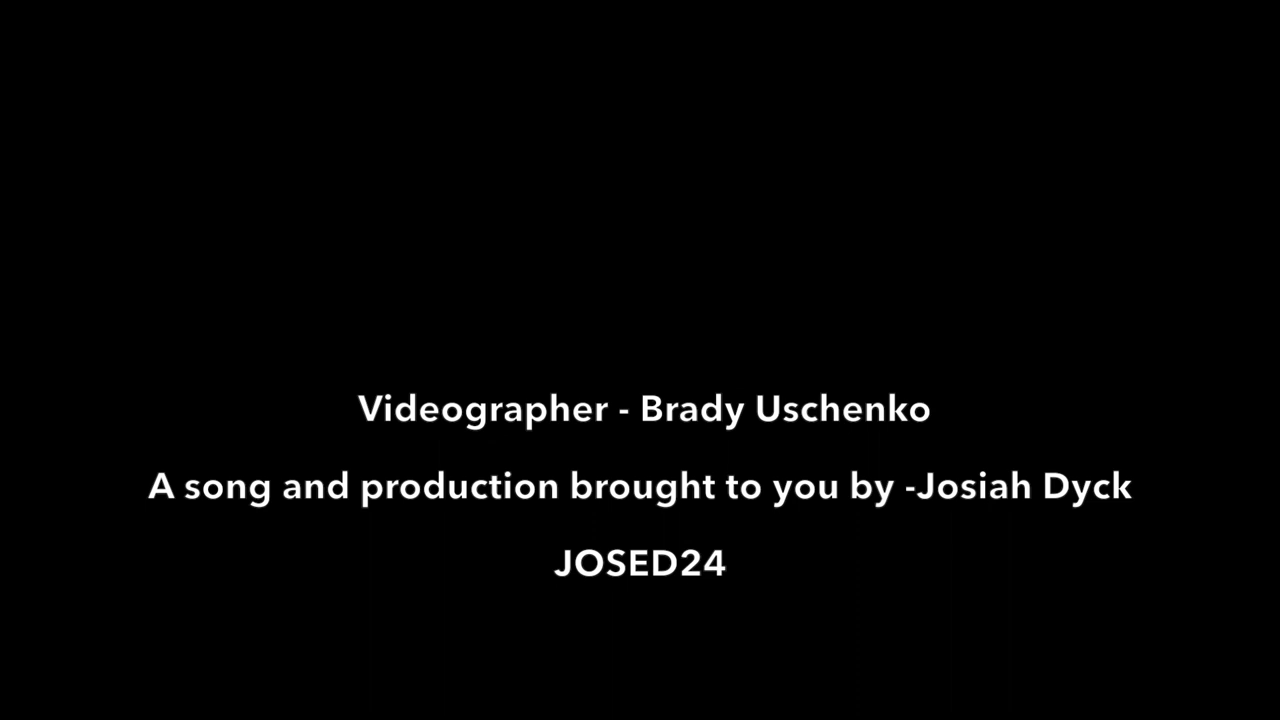 Videographer - Brady Uschenko
A song and production brought to you by -Josiah Dyck
JOSED24